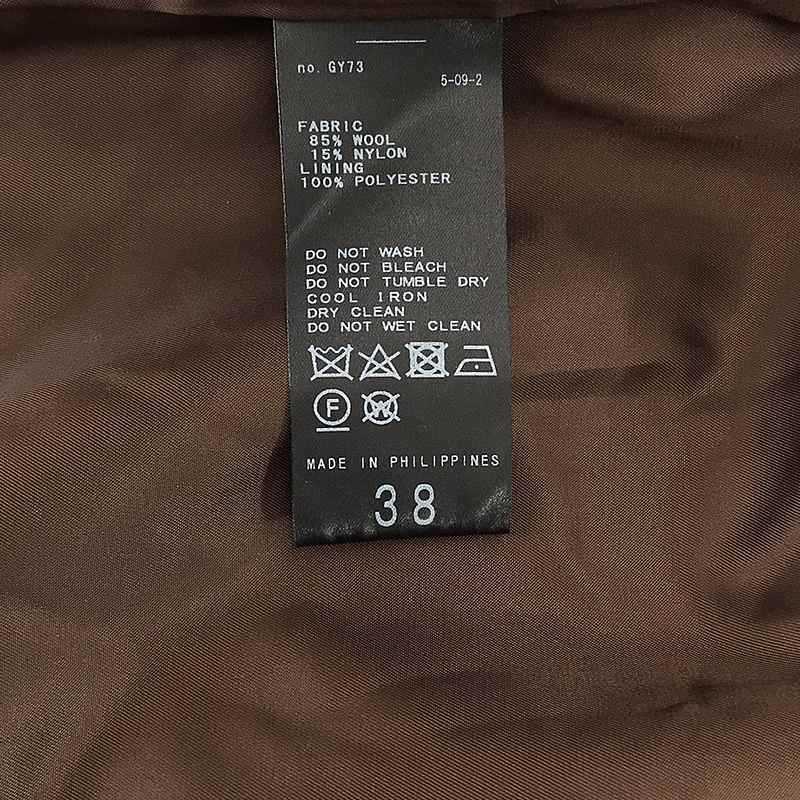 no. GY73
5-09-2
FABRIC
85% WOOL
15% NYLON
LINING
100% POLYESTER
DO NOT WASH
DO NOT BLEACH
DO NOT TUMBLE DRY
COOL IRON
DRY CLEAN
DO NOT WET CLEAN
F W
MADE IN PHILIPPINES
38